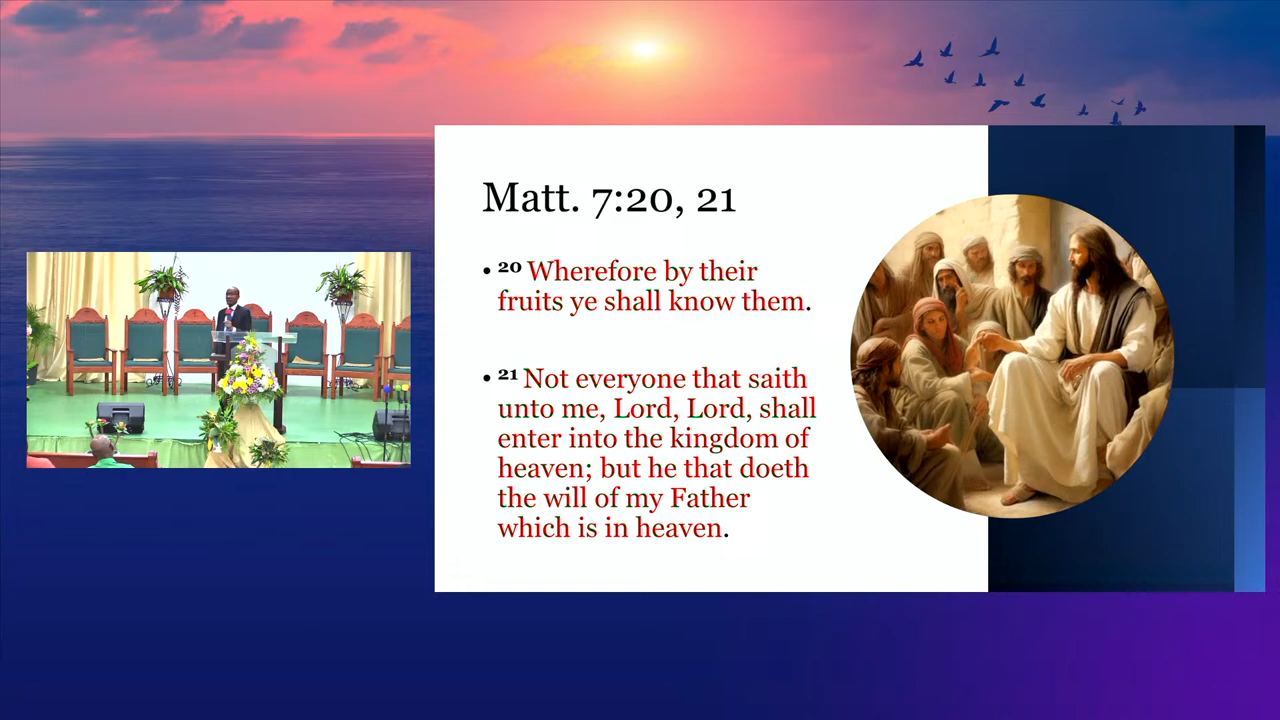 Matt. 7:20, 21
• 20 Wherefore by their
fruits ye shall know them.
• 21 Not everyone that saith
unto me, Lord, Lord, shall
enter into the kingdom of
heaven; but he that doeth
the will of my Father
which is in heaven.